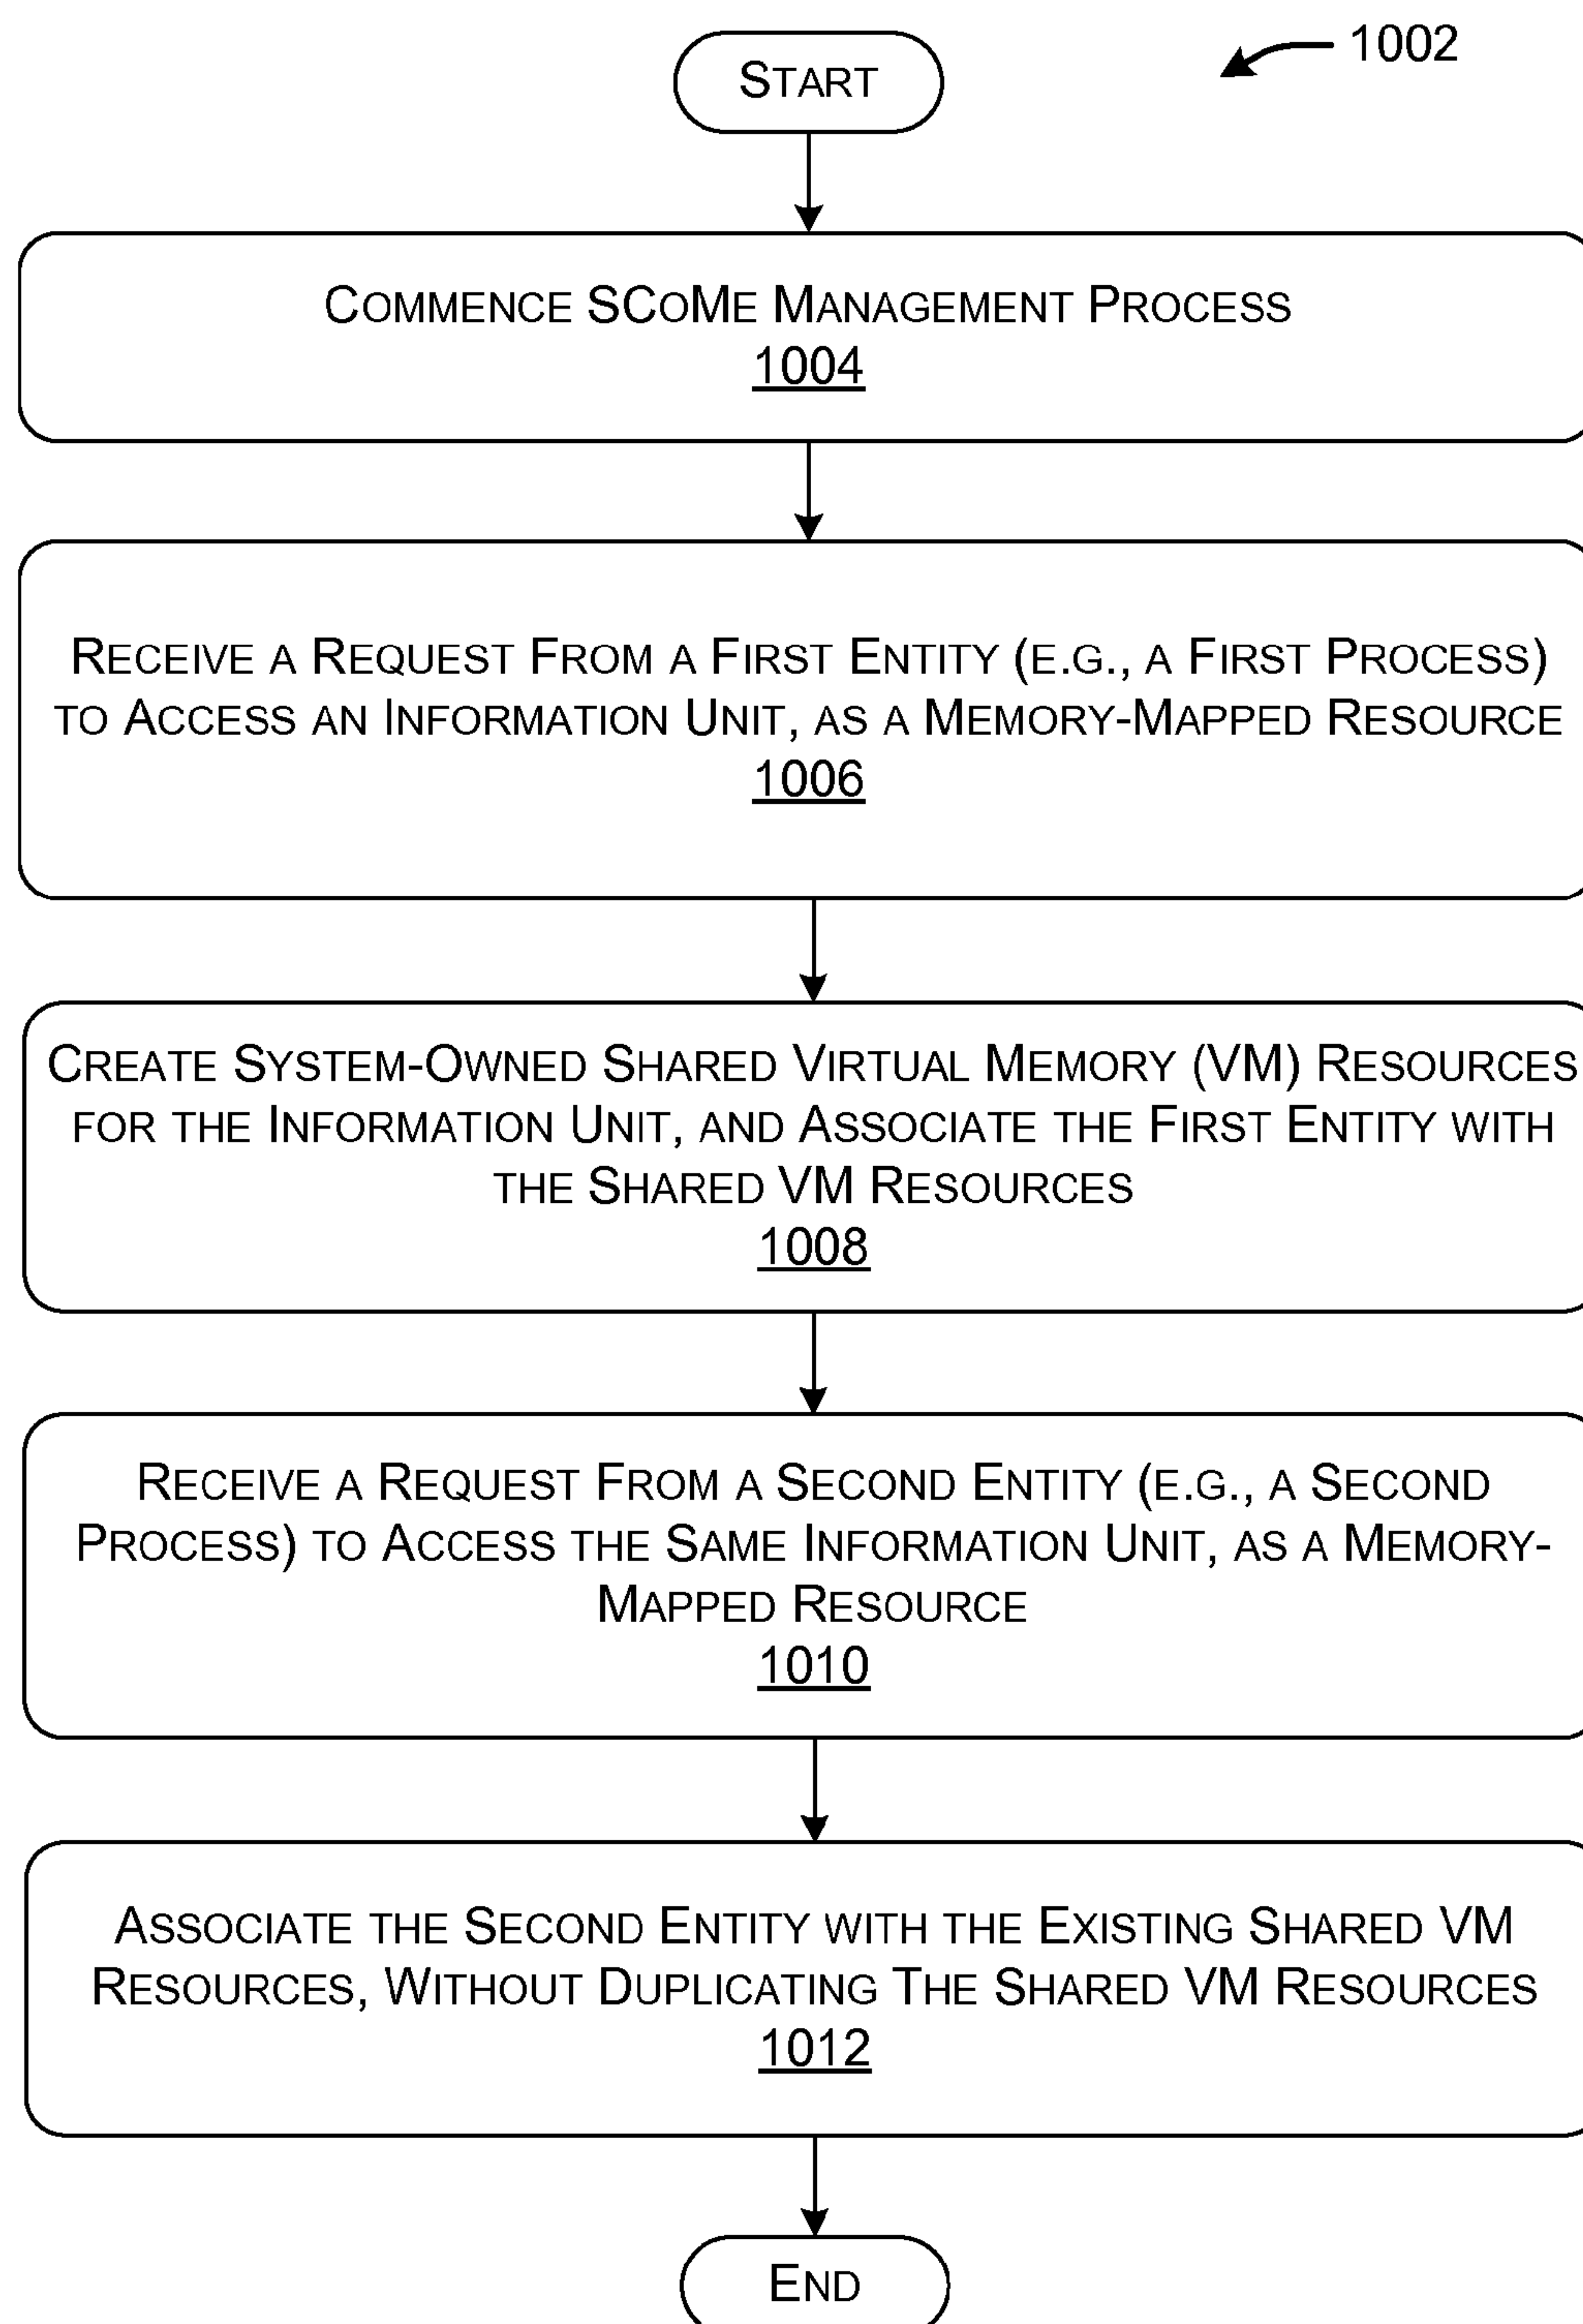 START
1002
COMMENCE SCOME MANAGEMENT PROCESS
1004
RECEIVE A REQUEST FROM A FIRST ENTITY (E.G., A FIRST PROCESS)
TO ACCESS AN INFORMATION UNIT, AS A MEMORY-MAPPED RESOURCE
1006
CREATE SYSTEM-OWNED SHARED VIRTUAL MEMORY (VM) RESOURCES
FOR THE INFORMATION UNIT, AND ASSOCIATE THE FIRST ENTITY WITH
THE SHARED VM RESOURCES
1008
RECEIVE A REQUEST FROM A SECOND ENTITY (E.G., A SECOND
PROCESS) TO ACCESS THE SAME INFORMATION UNIT, AS A MEMORY-
MAPPED RESOURCE
1010
ASSOCIATE THE SECOND ENTITY WITH THE EXISTING SHARED VM
RESOURCES, WITHOUT DUPLICATING THE SHARED VM RESOURCES
1012
END